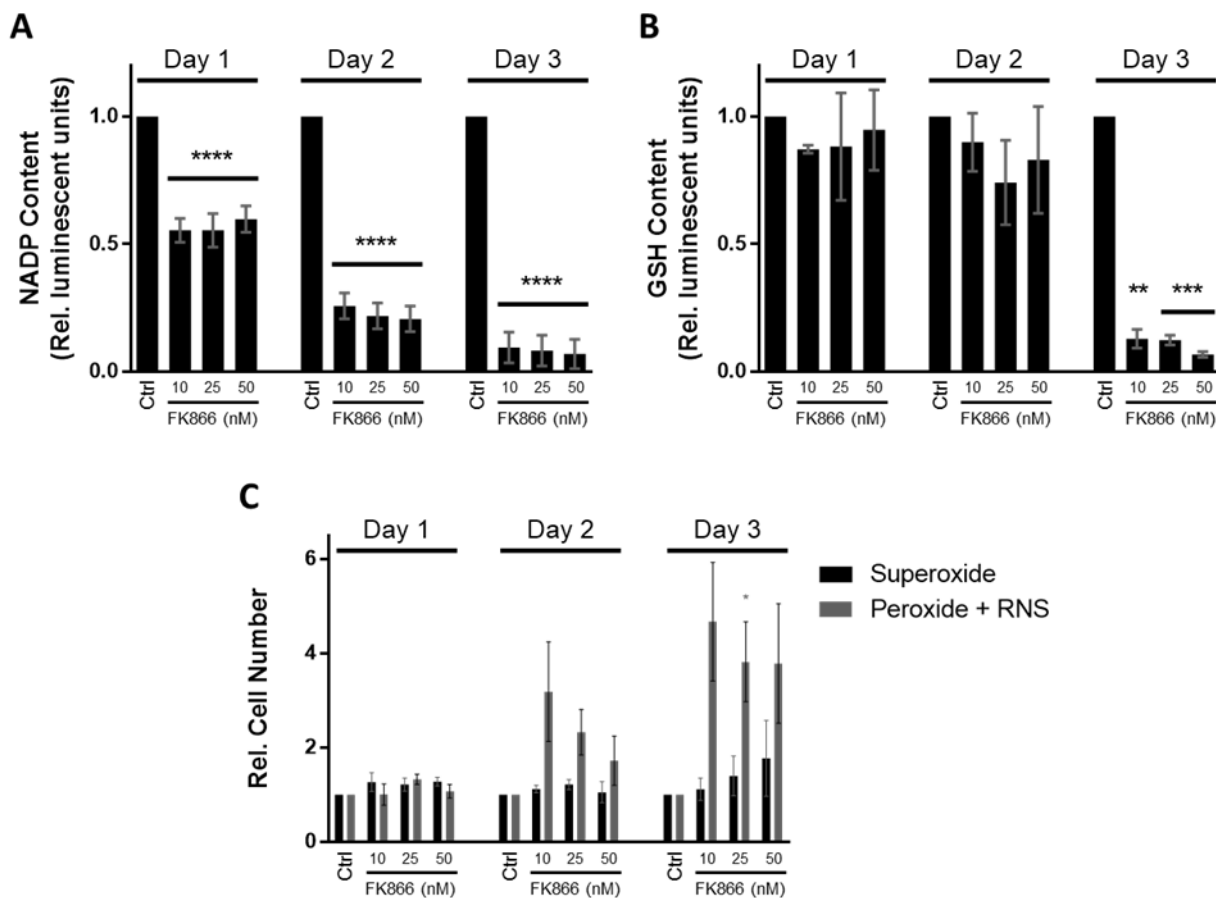 A
Day 1 Day 2 Day 3
NADP Content
(Rel. luminescent units)
1.0
0.5
0.0
****
****
****
Ctrl 10 25 50 Ctrl 10 25 50 Ctrl 10 25 50
FK866 (nM) FK866 (nM) FK866 (nM)
B
Day 1 Day 2 Day 3
GSH Content
(Rel. luminescent units)
1.0
0.5
0.0
** ***
Ctrl 10 25 50 Ctrl 10 25 50 Ctrl 10 25 50
FK866 (nM) FK866 (nM) FK866 (nM)
C
Day 1 Day 2 Day 3
Rel. Cell Number
6
4
2
0
*
Ctrl 10 25 50 Ctrl 10 25 50 Ctrl 10 25 50
FK866 (nM) FK866 (nM) FK866 (nM)
Superoxide
Peroxide + RNS